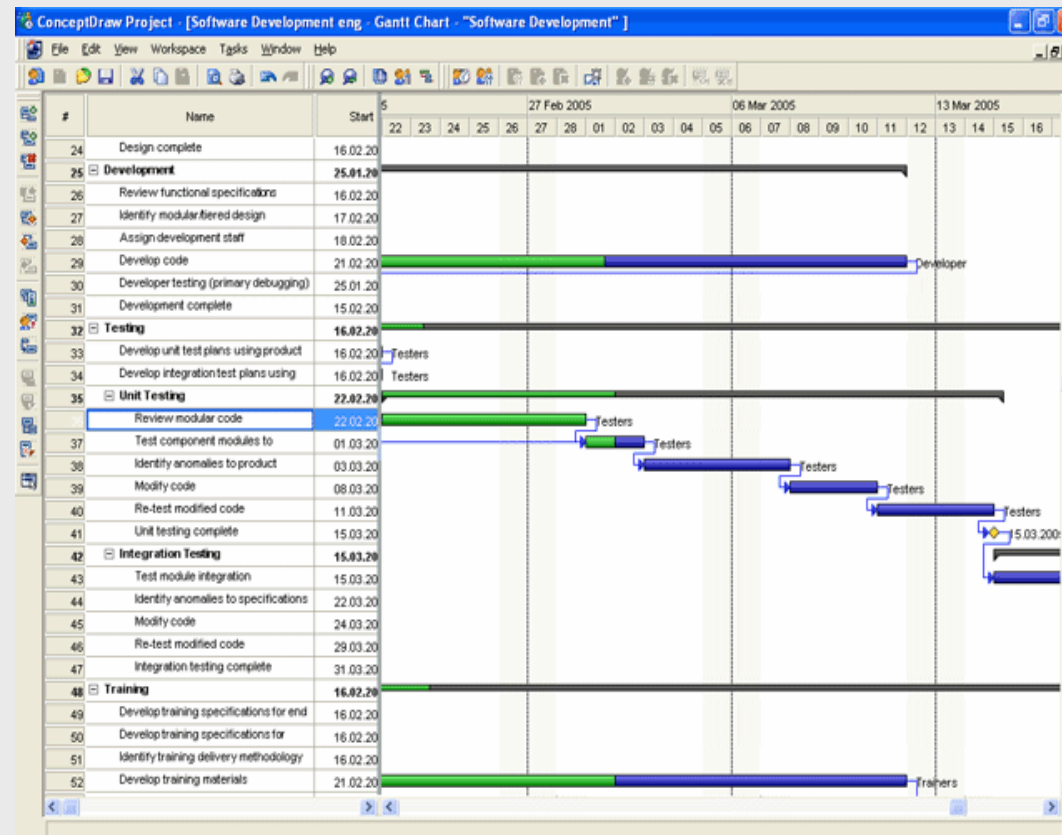 ConceptDraw Project - [Software Development eng - Gantt Chart - "Software Development" ]
File Edit View Workspace Tasks Window Help
# Name Start 5 27 Feb 2005 06 Mar 2005 13 Mar 2005
22 23 24 25 26 27 28 01 02 03 04 05 06 07 08 09 10 11 12 13 14 15 16
24 Design complete 16.02.20
25 Development 25.01.20
26 Review functional specifications 16.02.20
27 Identify modular/tiered design 17.02.20
28 Assign development staff 18.02.20
29 Develop code 21.02.20 Developer
30 Developer testing (primary debugging) 25.01.20
31 Development complete 15.02.20
32 Testing 16.02.20
33 Develop unit test plans using product 16.02.20 Testers
34 Develop integration test plans using 16.02.20 Testers
35 Unit Testing 22.02.20
Review modular code 22.02.20 Testers
37 Test component modules to 01.03.20 Testers
38 Identify anomalies to product 03.03.20 Testers
39 Modify code 08.03.20 Testers
40 Re-test modified code 11.03.20 Testers
41 Unit testing complete 15.03.20 15.03.200
42 Integration Testing 15.03.20
43 Test module integration 15.03.20
44 Identify anomalies to specifications 22.03.20
45 Modify code 24.03.20
46 Re-test modified code 29.03.20
47 Integration testing complete 31.03.20
48 Training 16.02.20
49 Develop training specifications for end 16.02.20
50 Develop training specifications for 16.02.20
51 Identify training delivery methodology 16.02.20
52 Develop training materials 21.02.20 Trainers